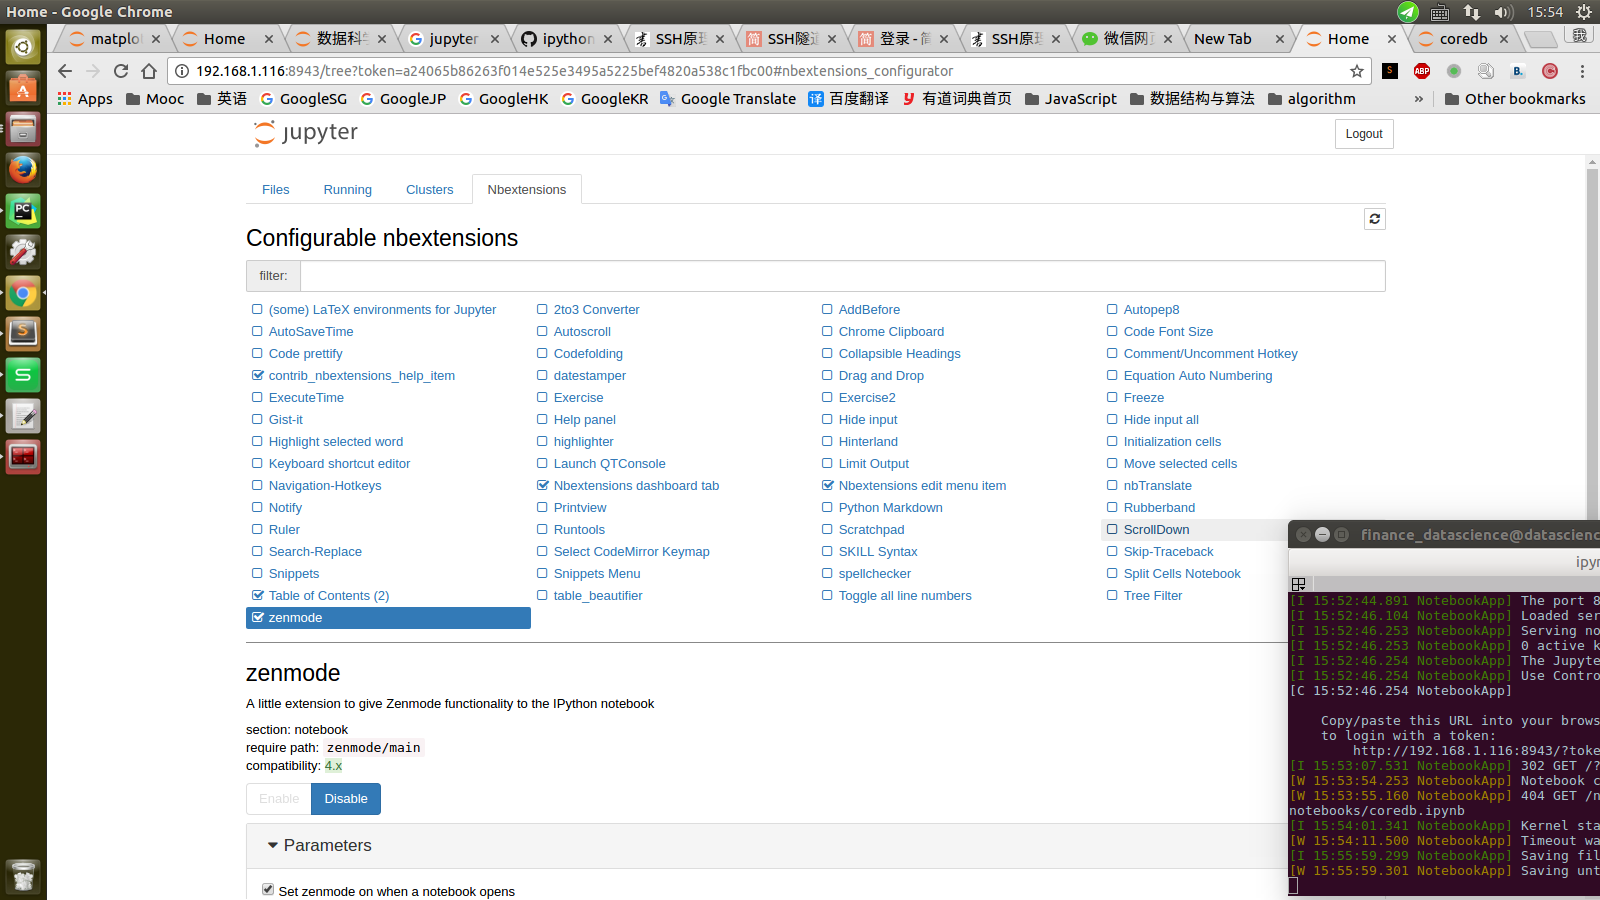 Home - Google Chrome
15:54
matplot
Home
数据科学
jupyter
ipython
SSH原理
SSH隧道
登录 - 简
SSH原理
微信网页
New Tab
Home
coredb
192.168.1.116:8943/tree?token=a24065b86263f014e525e3495a5225bef4820a538c1fbc00#nbextensions_configurator
Apps
Mooc
英语
GoogleSG
GoogleJP
GoogleHK
GoogleKR
Google Translate
百度翻译
有道词典首页
JavaScript
数据结构与算法
algorithm
»
Other bookmarks
jupyter
Logout
Files
Running
Clusters
Nbextensions
Configurable nbextensions
filter:
(some) LaTeX environments for Jupyter
2to3 Converter
AddBefore
Autopep8
AutoSaveTime
Autoscroll
Chrome Clipboard
Code Font Size
Code prettify
Codefolding
Collapsible Headings
Comment/Uncomment Hotkey
contrib_nbextensions_help_item
datestamper
Drag and Drop
Equation Auto Numbering
ExecuteTime
Exercise
Exercise2
Freeze
Gist-it
Help panel
Hide input
Hide input all
Highlight selected word
highlighter
Hinterland
Initialization cells
Keyboard shortcut editor
Launch QTConsole
Limit Output
Move selected cells
Navigation-Hotkeys
Nbextensions dashboard tab
Nbextensions edit menu item
nbTranslate
Notify
Printview
Python Markdown
Rubberband
Ruler
Runtools
Scratchpad
ScrollDown
Search-Replace
Select CodeMirror Keymap
SKILL Syntax
Skip-Traceback
Snippets
Snippets Menu
spellchecker
Split Cells Notebook
Table of Contents (2)
table_beautifier
Toggle all line numbers
Tree Filter
zenmode
zenmode
A little extension to give Zenmode functionality to the IPython notebook
section: notebook
require path: zenmode/main
compatibility: 4.x
Enable
Disable
Parameters
Set zenmode on when a notebook opens
finance_datascience@datascienc
ipyn
[I 15:52:44.891 NotebookApp] The port 8
[I 15:52:46.104 NotebookApp] Loaded ser
[I 15:52:46.253 NotebookApp] Serving no
[I 15:52:46.253 NotebookApp] 0 active k
[I 15:52:46.254 NotebookApp] The Jupyte
[I 15:52:46.254 NotebookApp] Use Contro
[C 15:52:46.254 NotebookApp]
Copy/paste this URL into your brows
to login with a token:
http://192.168.1.116:8943/?toke
[I 15:53:07.531 NotebookApp] 302 GET /?
[W 15:53:54.253 NotebookApp] Notebook c
[W 15:53:55.160 NotebookApp] 404 GET /n
notebooks/coredb.ipynb
[I 15:54:01.341 NotebookApp] Kernel sta
[W 15:54:11.500 NotebookApp] Timeout wa
[I 15:55:59.299 NotebookApp] Saving fil
[W 15:55:59.301 NotebookApp] Saving unt